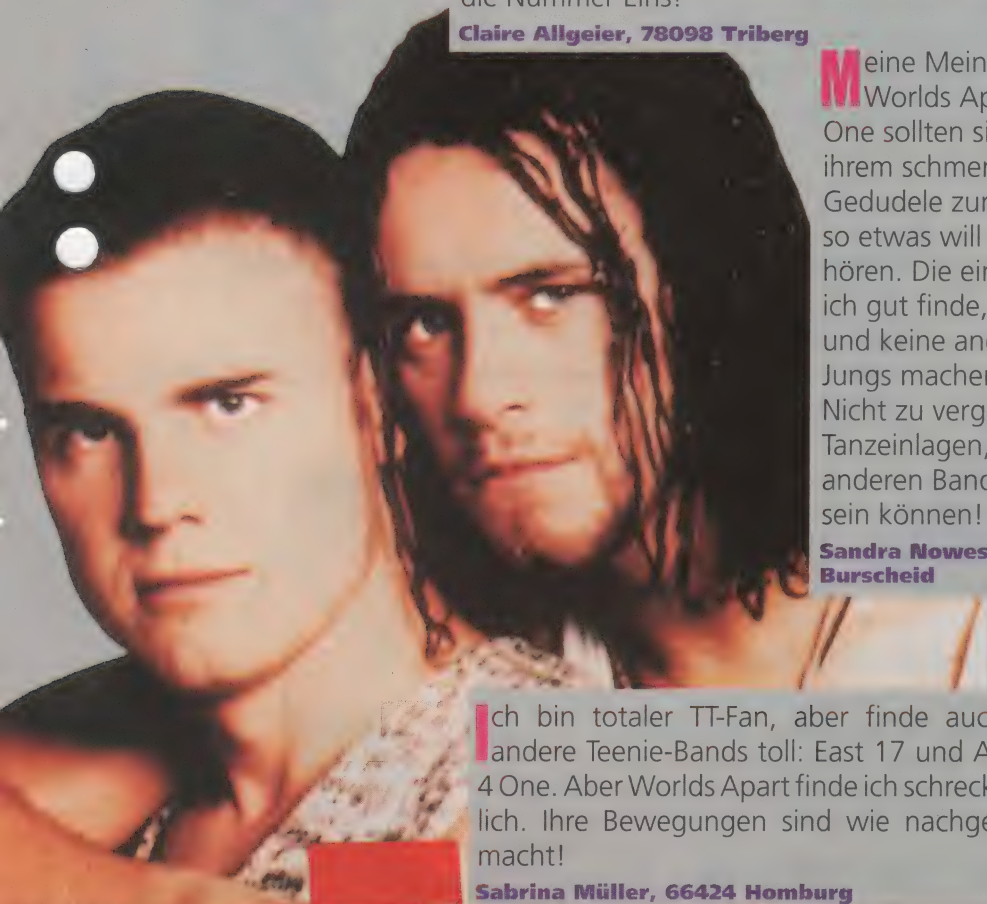 die Nummer Eins!
Claire Allgeier, 78098 Triberg
Meine Mein
Worlds Ap
One sollten si
ihrem schmer
Gedudele zur
so etwas will
hören. Die ein
ich gut finde,
und keine and
Jungs machen
Nicht zu verg
Tanzeinlagen,
anderen Band
sein können!
Sandra Nowes
Burscheid
Ich bin totaler TT-Fan, aber finde auc
andere Teenie-Bands toll: East 17 und A
4 One. Aber Worlds Apart finde ich schreck
lich. Ihre Bewegungen sind wie nachge
macht!
Sabrina Müller, 66424 Homburg